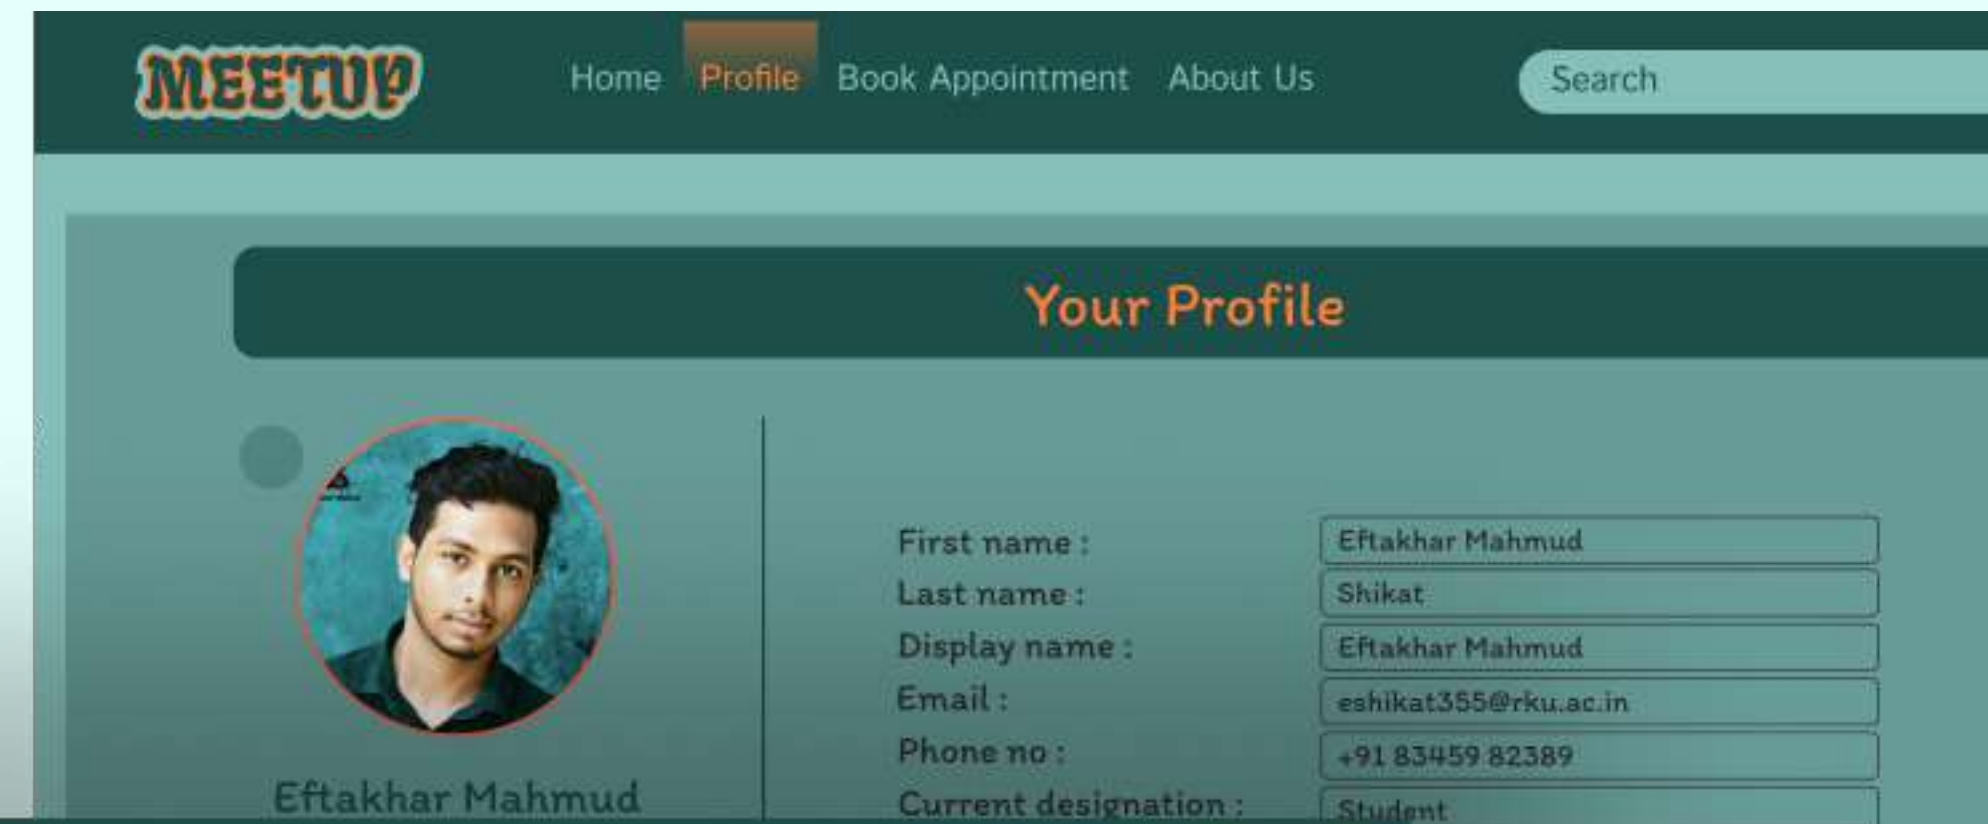 MEETUP Home Profile Book Appointment About Us Search
Your Profile
First name : Eftakhar Mahmud
Last name : Shikat
Display name : Eftakhar Mahmud
Email : eshikat355@rku.ac.in
Phone no : +91 83459 82389
Current designation : Student
Eftakhar Mahmud